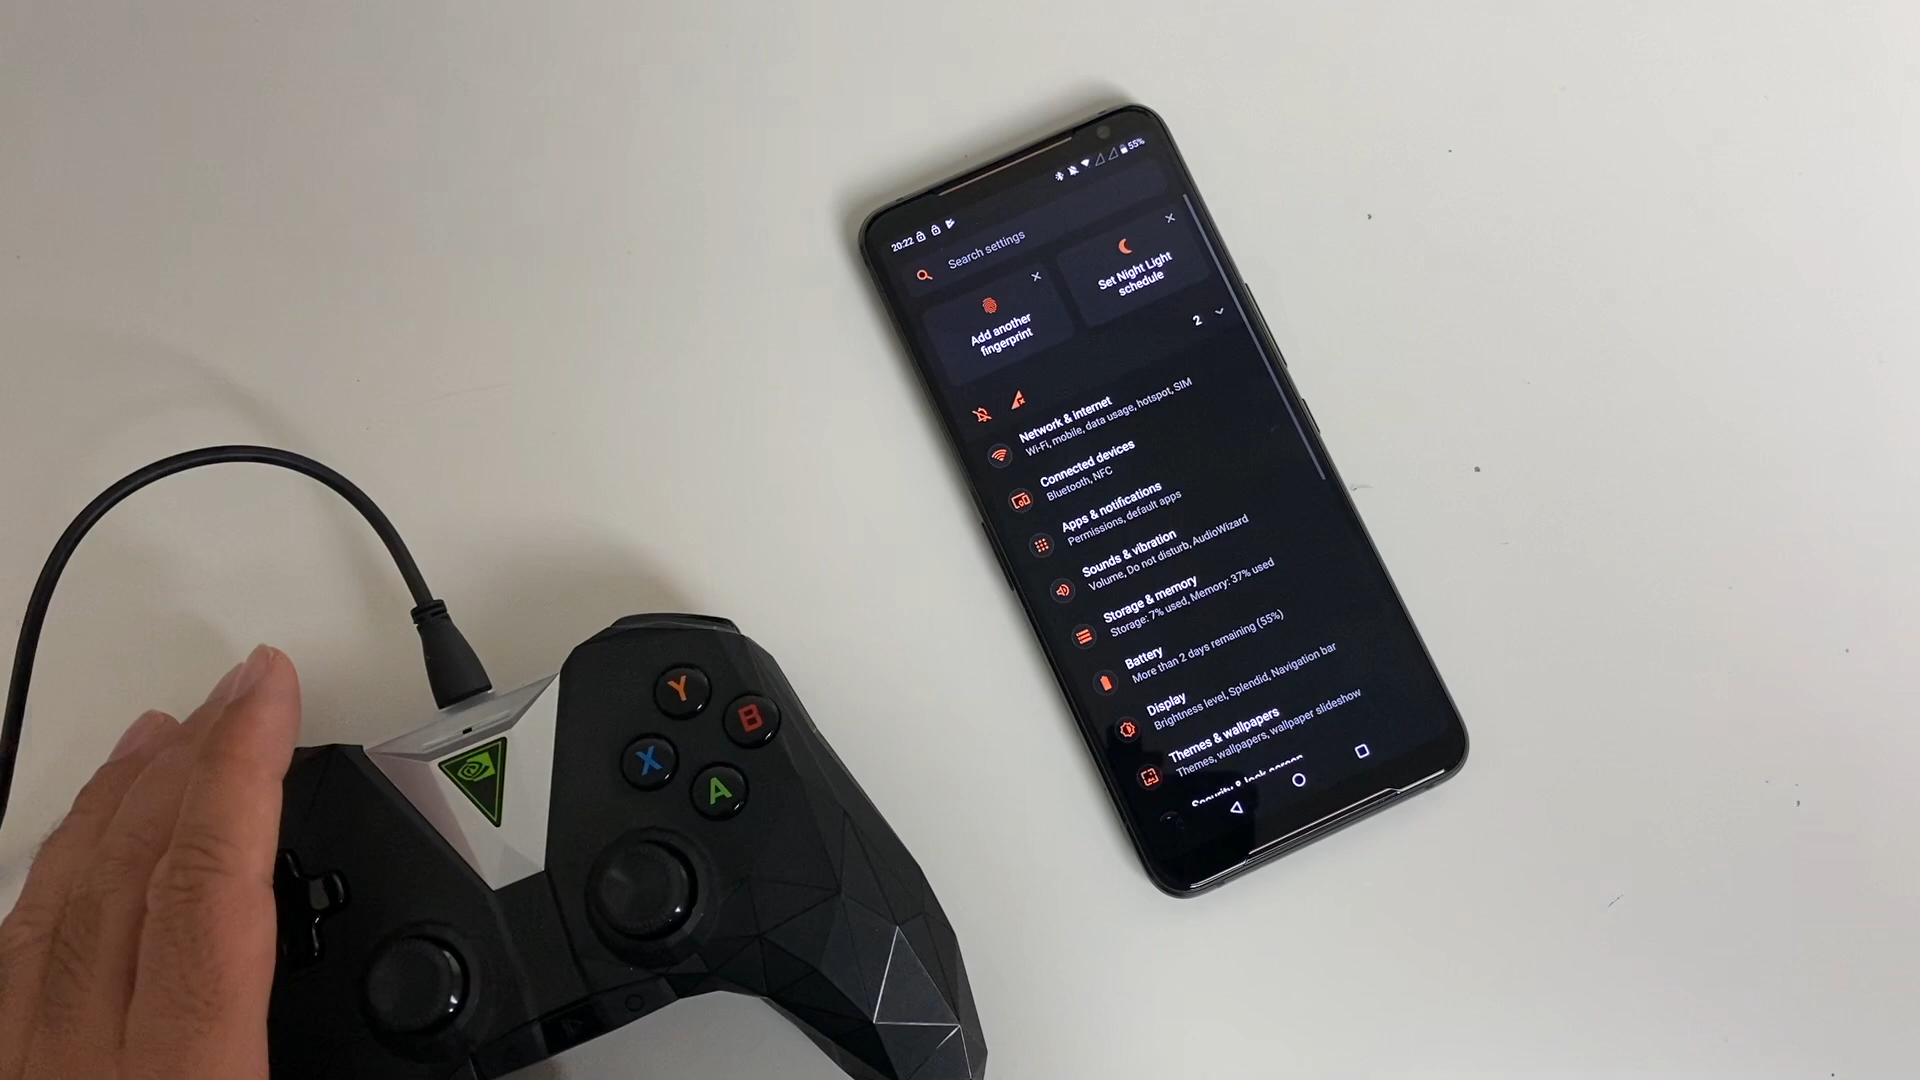 20:22
55%
Search settings
Add another
fingerprint
Set Night Light
schedule
2
Network & internet
Wi-Fi, mobile, data usage, hotspot, SIM
Connected devices
Bluetooth, NFC
Apps & notifications
Permissions, default apps
Sounds & vibration
Volume, Do not disturb, AudioWizard
Storage & memory
Storage: 7% used, Memory: 37% used
Battery
More than 2 days remaining (55%)
Display
Brightness level, Splendid, Navigation bar
Themes & wallpapers
Themes, wallpapers, wallpaper slideshow
Security & lock screen
Y
B
X
A